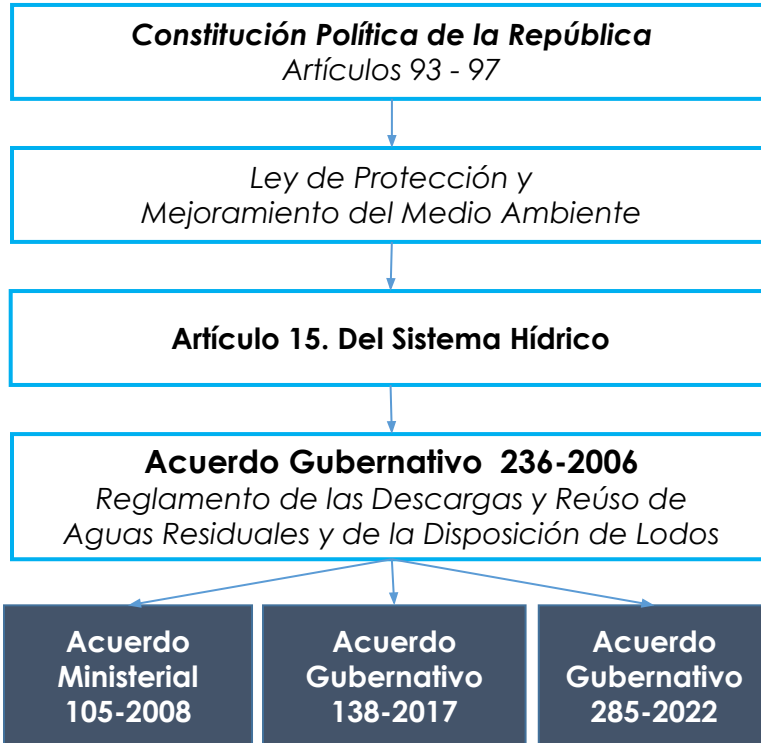 Constitución Política de la República
Artículos 93 - 97
Ley de Protección y
Mejoramiento del Medio Ambiente
Artículo 15. Del Sistema Hídrico
Acuerdo Gubernativo 236-2006
Reglamento de las Descargas y Reúso de
Aguas Residuales y de la Disposición de Lodos
Acuerdo
Ministerial
105-2008
Acuerdo
Gubernativo
138-2017
Acuerdo
Gubernativo
285-2022